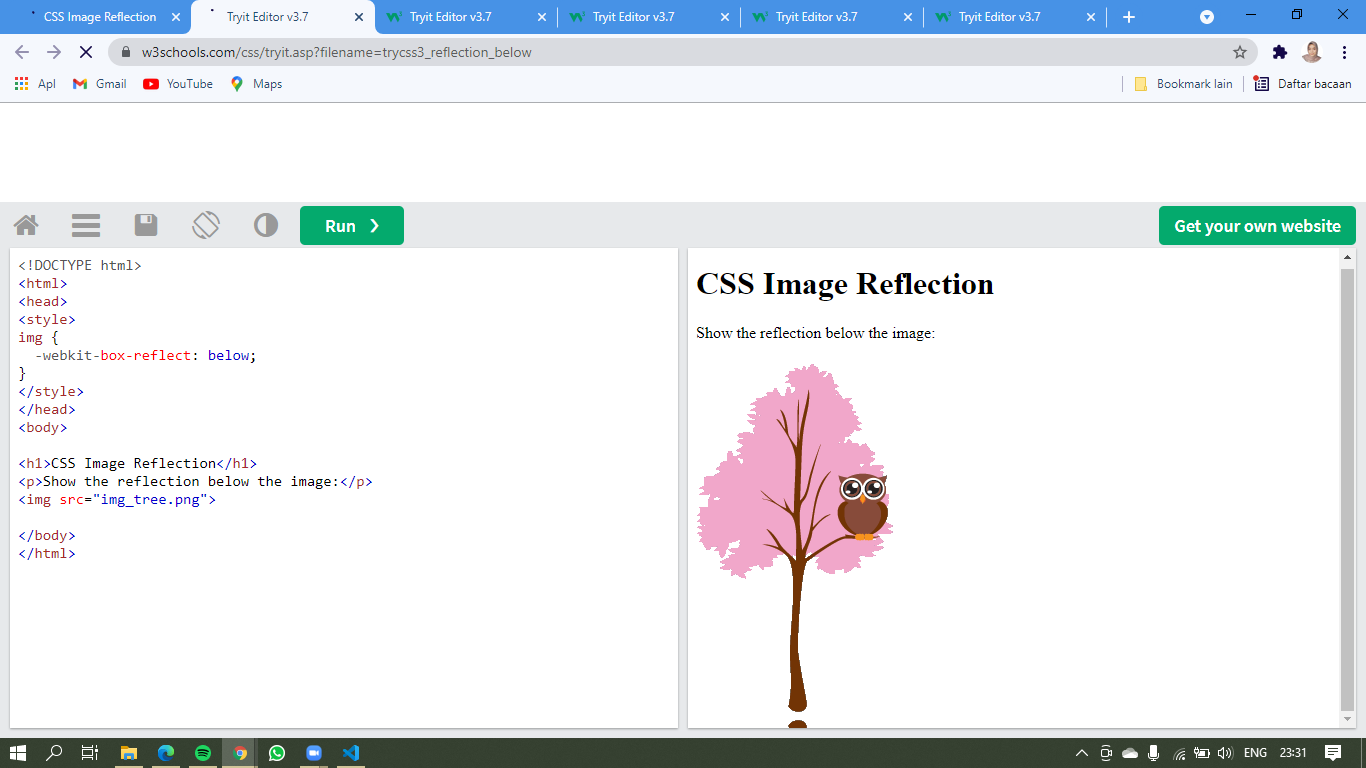 CSS Image Reflection
Tryit Editor v3.7
Tryit Editor v3.7
Tryit Editor v3.7
Tryit Editor v3.7
Tryit Editor v3.7
w3schools.com/css/tryit.asp?filename=trycss3_reflection_below
Apl
Gmail
YouTube
Maps
Bookmark lain
Daftar bacaan
Run ❯
Get your own website
<!DOCTYPE html>
<html>
<head>
<style>
img {
  -webkit-box-reflect: below;
}
</style>
</head>
<body>
<h1>CSS Image Reflection</h1>
<p>Show the reflection below the image:</p>
<img src="img_tree.png">
</body>
</html>
CSS Image Reflection
Show the reflection below the image:
ENG
23:31